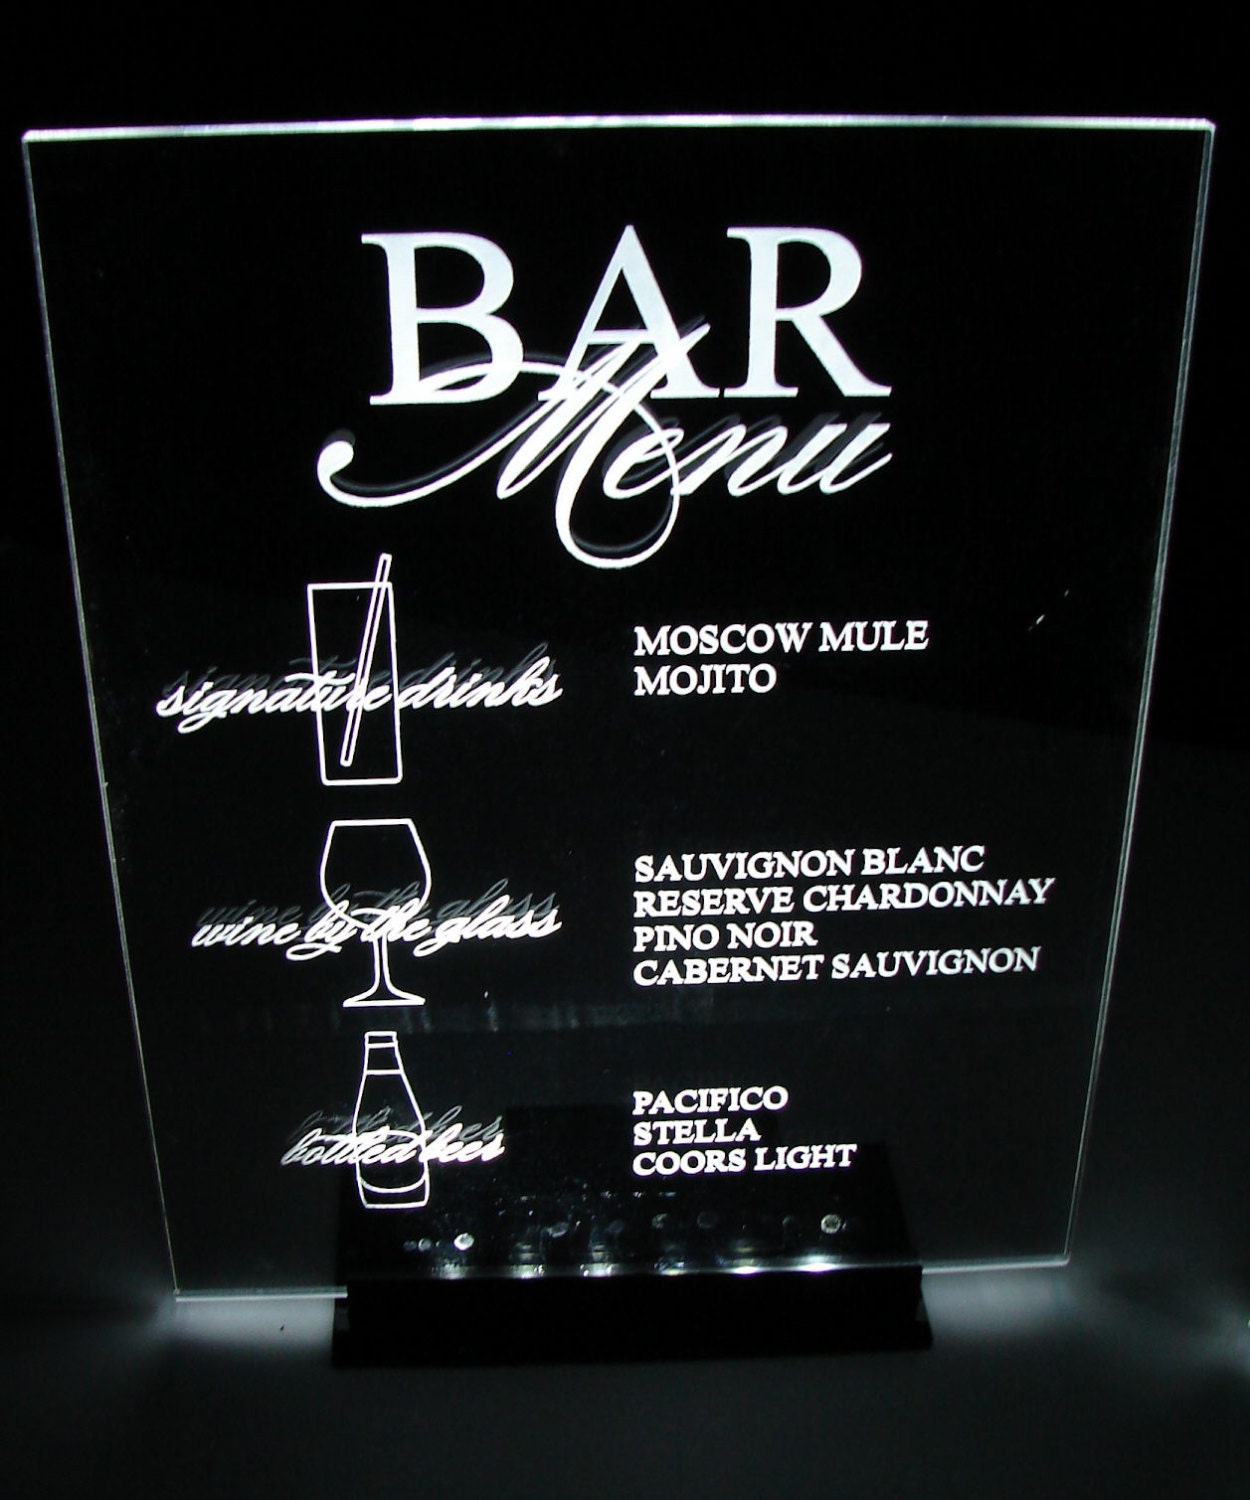 BAR
Menu
signature drinks
MOSCOW MULE
MOJITO
wine by the glass
SAUVIGNON BLANC
RESERVE CHARDONNAY
PINO NOIR
CABERNET SAUVIGNON
bottled beer
PACIFICO
STELLA
COORS LIGHT